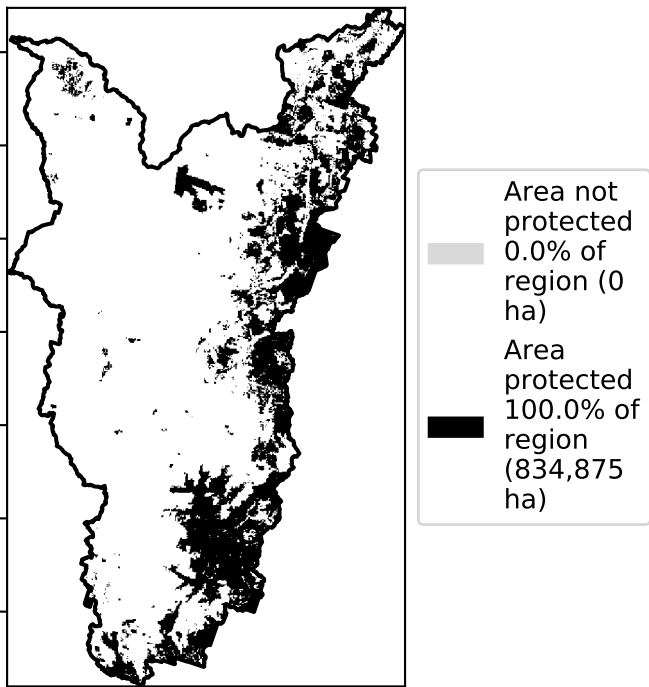 Area not
protected
0.0% of
region (0
ha)
Area
protected
100.0% of
region
(834,875
ha)